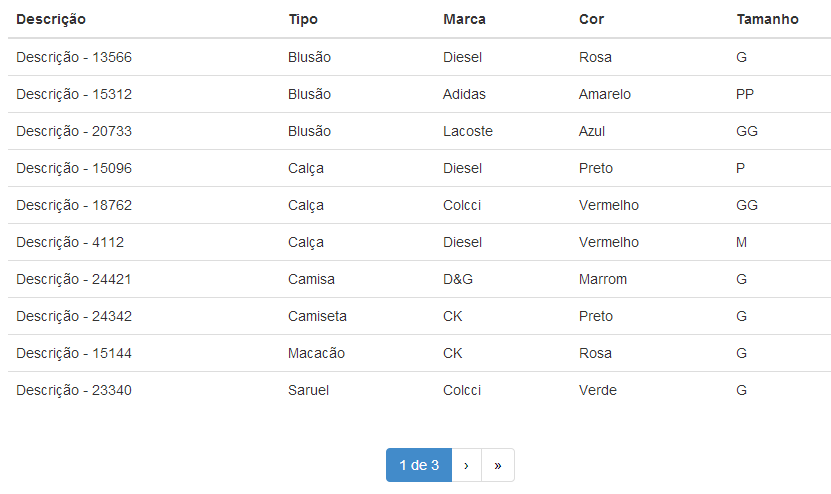 Descrição Tipo Marca Cor Tamanho
Descrição - 13566 Blusão Diesel Rosa G
Descrição - 15312 Blusão Adidas Amarelo PP
Descrição - 20733 Blusão Lacoste Azul GG
Descrição - 15096 Calça Diesel Preto P
Descrição - 18762 Calça Colcci Vermelho GG
Descrição - 4112 Calça Diesel Vermelho M
Descrição - 24421 Camisa D&G Marrom G
Descrição - 24342 Camiseta CK Preto G
Descrição - 15144 Macacão CK Rosa G
Descrição - 23340 Saruel Colcci Verde G
1 de 3 › »